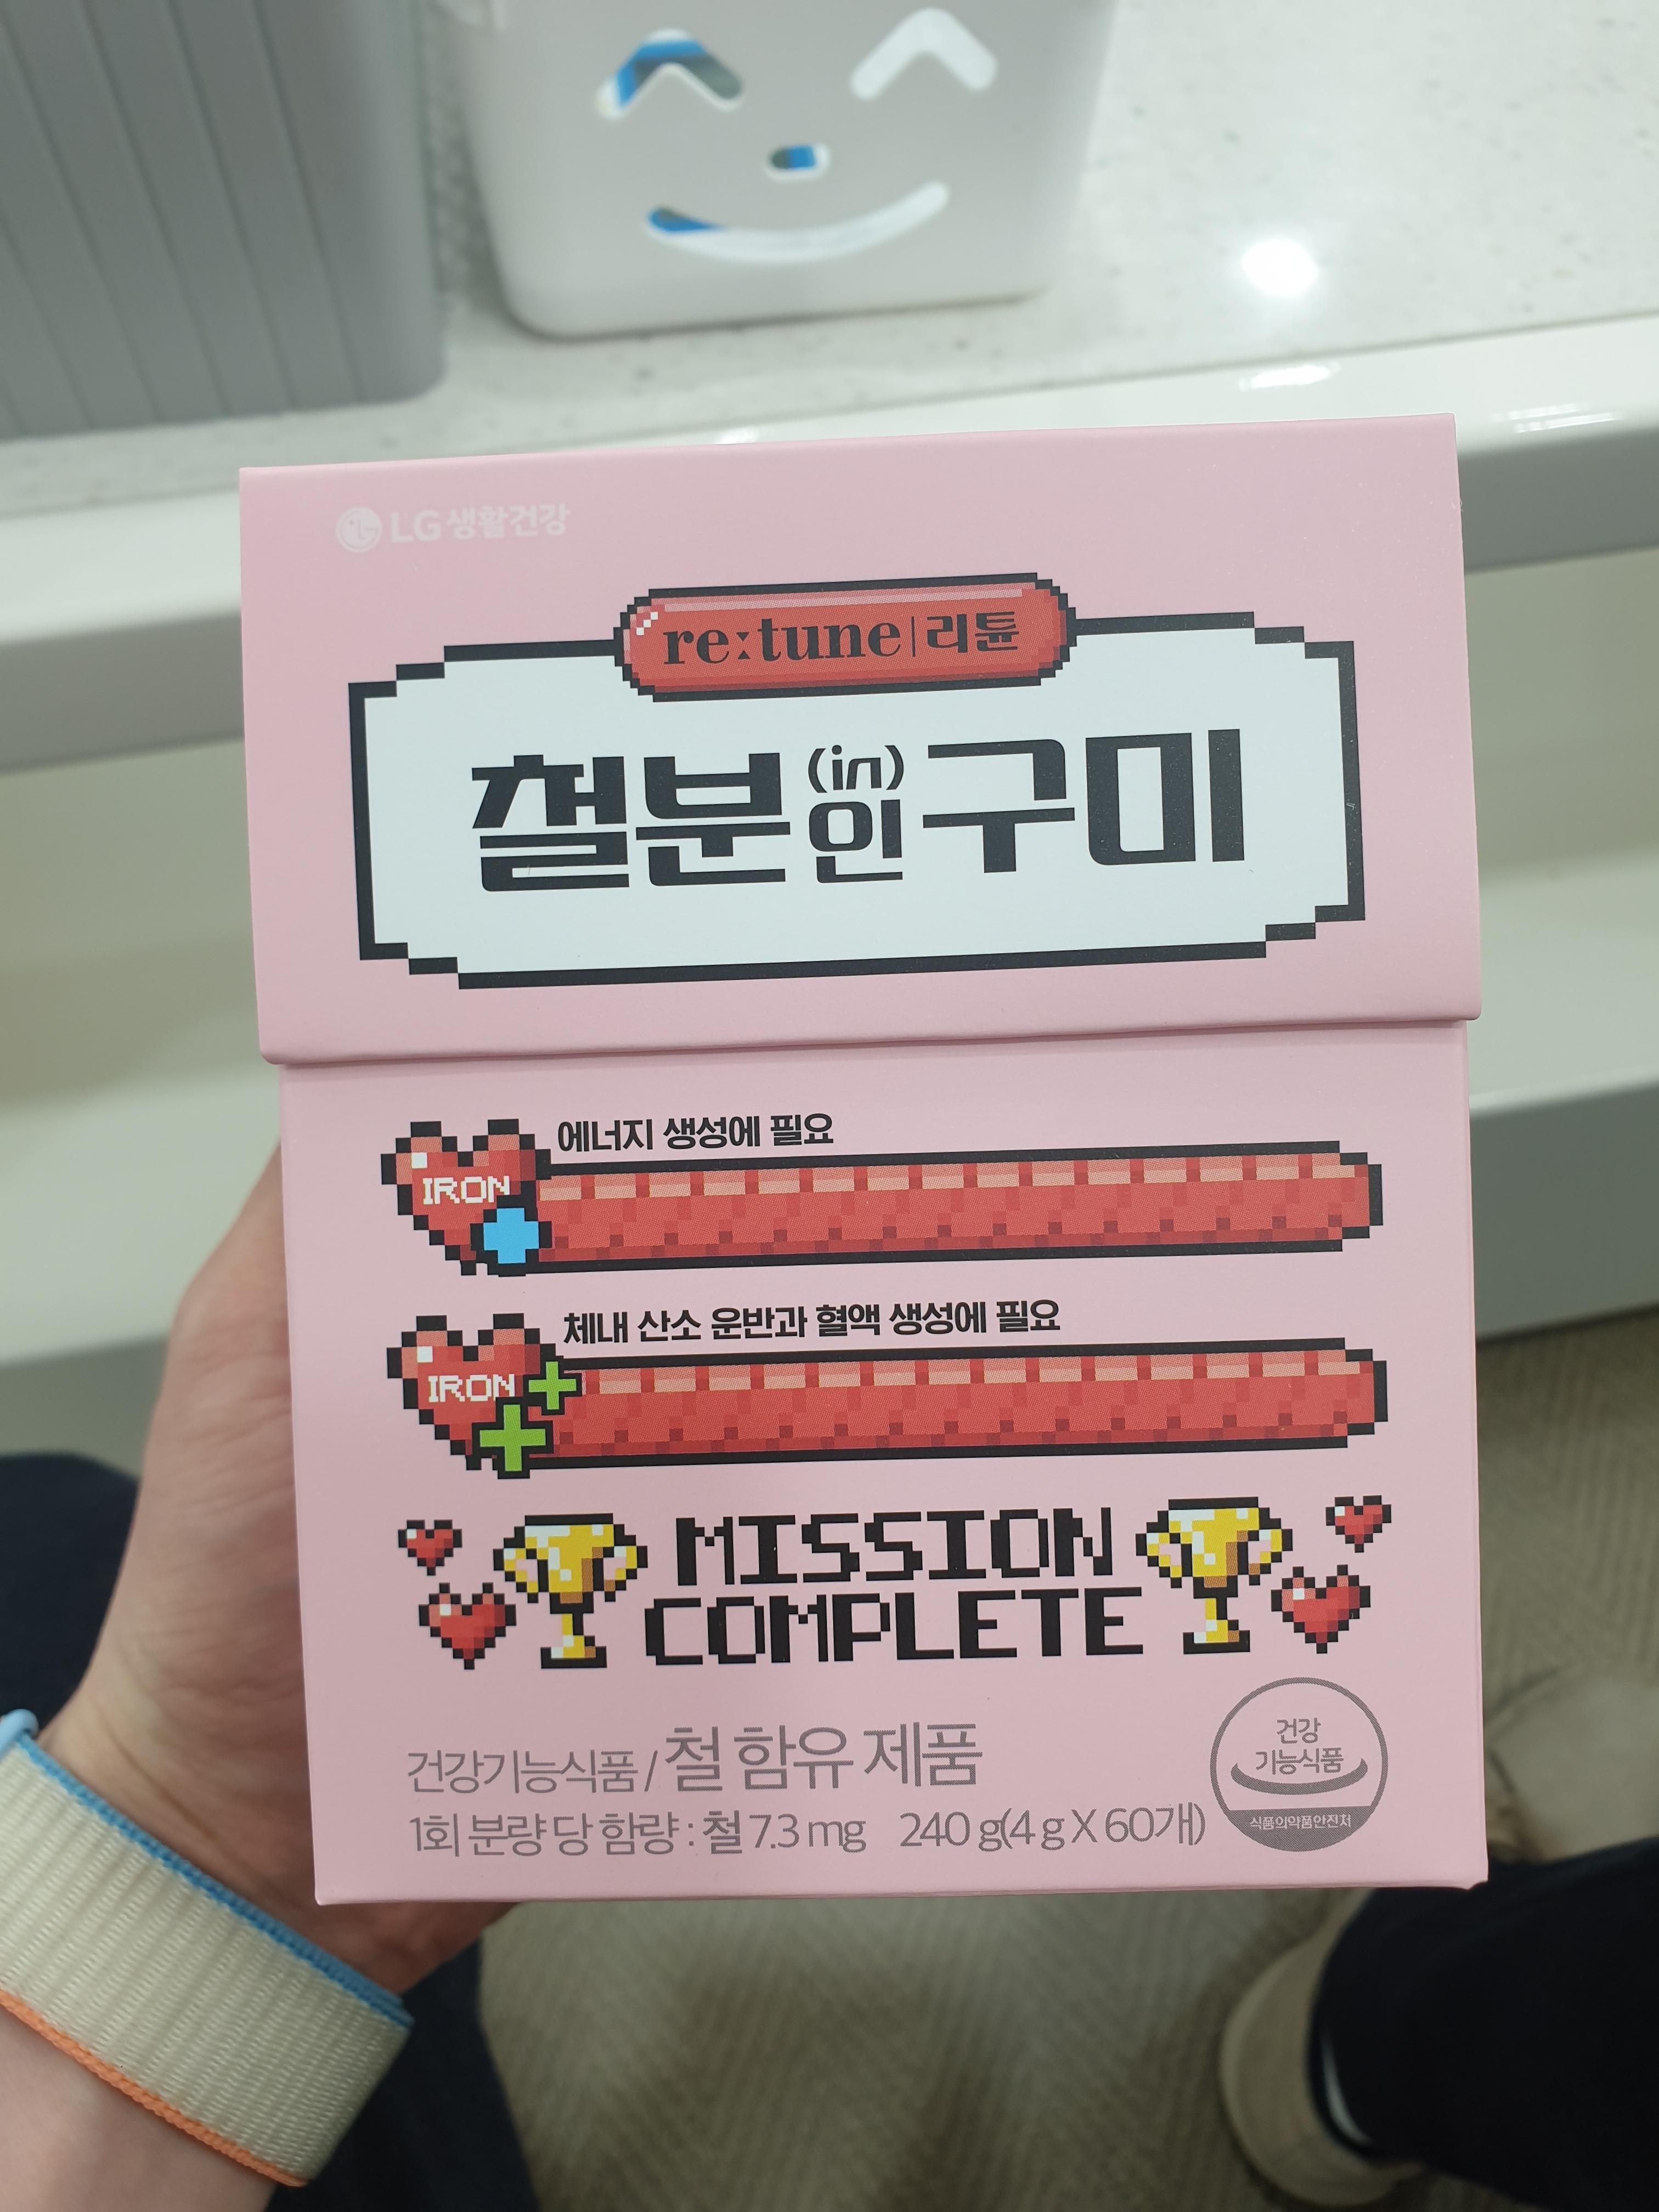 LG생활건강
re:tune|리튠
철분(in)인구미
에너지 생성에 필요
IRON
체내 산소 운반과 혈액 생성에 필요
IRON
MISSION
COMPLETE
건강기능식품/철 함유 제품
1회 분량 당 함량 : 철 7.3 mg 240 g(4 g X 60개)
건강
기능식품
식품의약품안전처